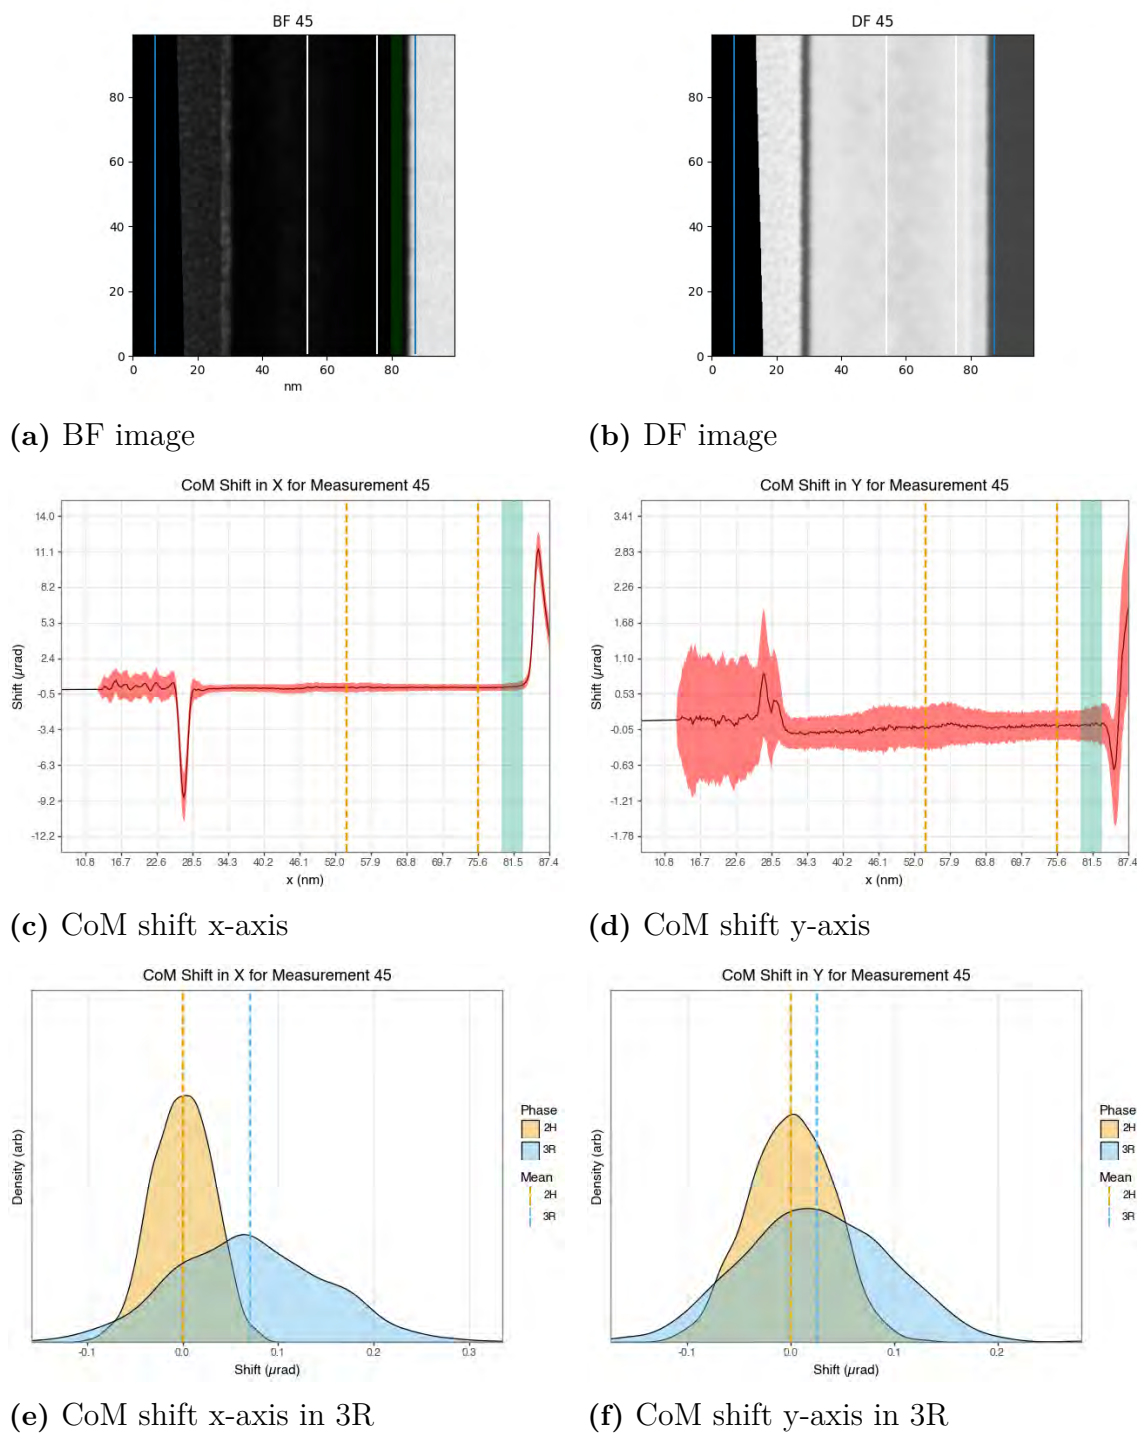 BF 45
80
60
40
20
0
0 20 40 60 80
nm
DF 45
80
60
40
20
0
0 20 40 60 80
(a) BF image
(b) DF image
CoM Shift in X for Measurement 45
14.0
11.1
8.2
5.3
2.4
-0.5
-3.4
-6.3
-9.2
-12.2
Shift (µrad)
10.8 16.7 22.6 28.5 34.3 40.2 46.1 52.0 57.9 63.8 69.7 75.6 81.5 87.4
x (nm)
CoM Shift in Y for Measurement 45
3.41
2.83
2.26
1.68
1.10
0.53
-0.05
-0.63
-1.21
-1.78
Shift (µrad)
10.8 16.7 22.6 28.5 34.3 40.2 46.1 52.0 57.9 63.8 69.7 75.6 81.5 87.4
x (nm)
(c) CoM shift x-axis
(d) CoM shift y-axis
CoM Shift in X for Measurement 45
Density (arb)
-0.1 0.0 0.1 0.2 0.3
Shift (µrad)
Phase
2H
3R
Mean
2H
3R
CoM Shift in Y for Measurement 45
Density (arb)
-0.1 0.0 0.1 0.2
Shift (µrad)
Phase
2H
3R
Mean
2H
3R
(e) CoM shift x-axis in 3R
(f) CoM shift y-axis in 3R